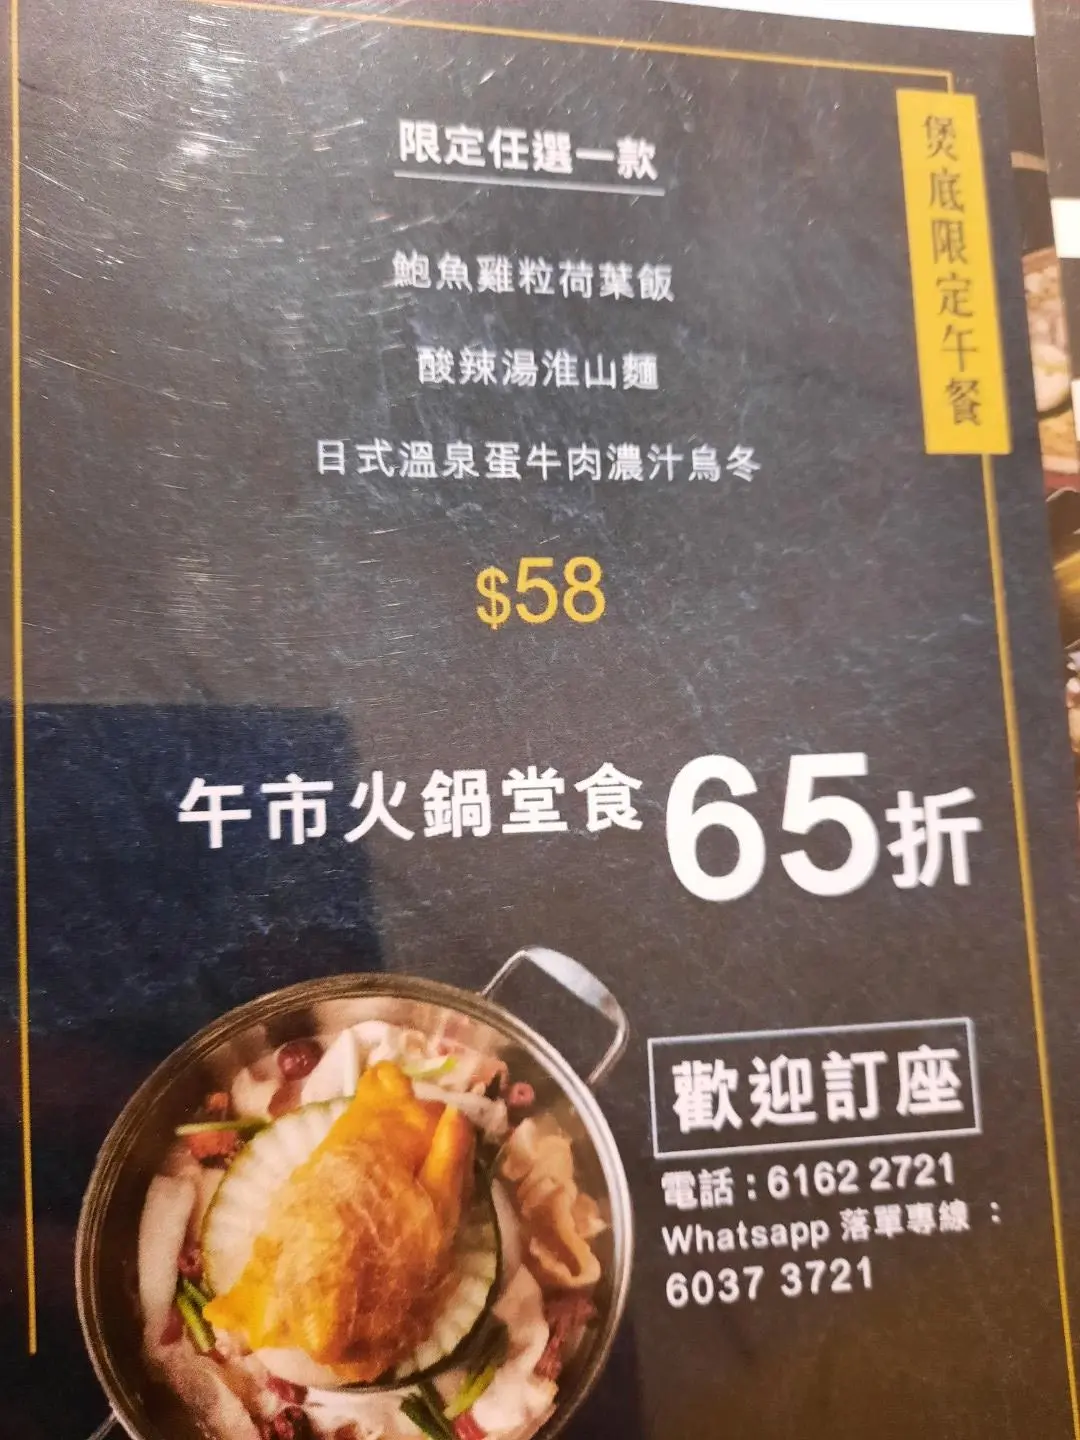 煲底限定午餐
限定任選一款
鮑魚雞粒荷葉飯
酸辣湯淮山麵
日式溫泉蛋牛肉濃汁烏冬
$58
午市火鍋堂食65折
歡迎訂座
電話：6162 2721
Whatsapp 落單專線：
6037 3721